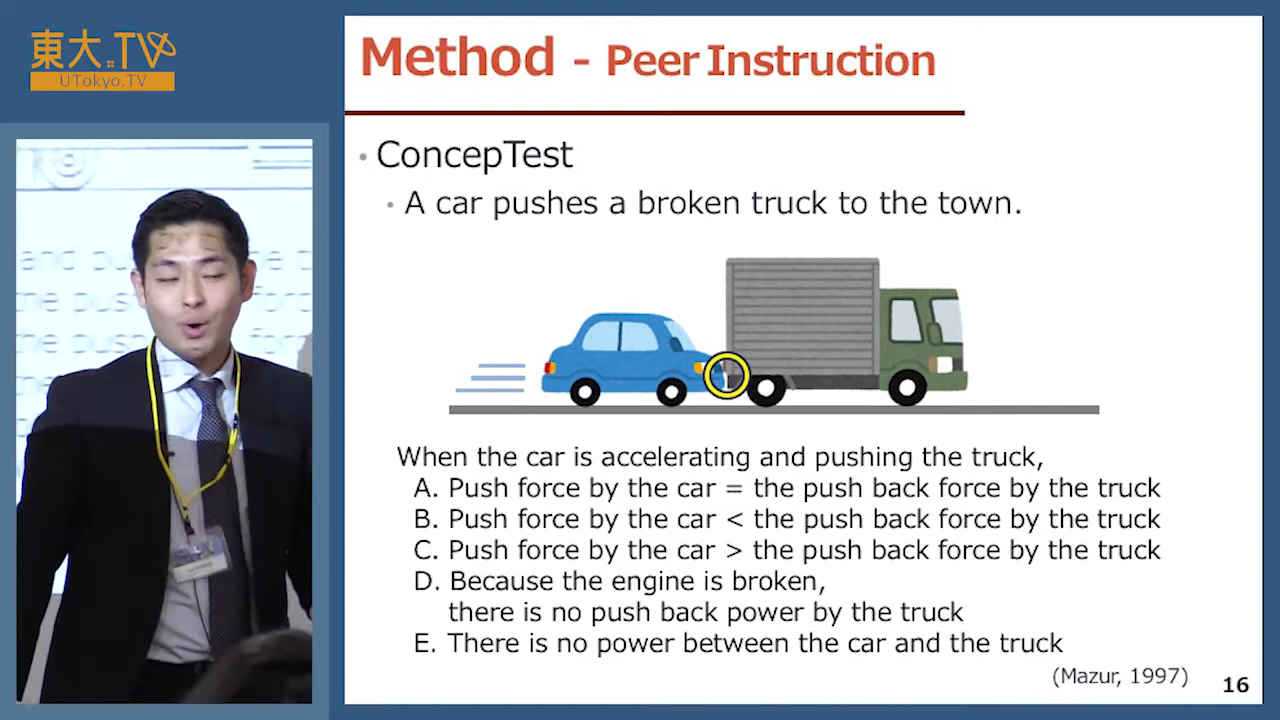 東大.TV
UTokyo.TV
Method - Peer Instruction
• ConcepTest
• A car pushes a broken truck to the town.
When the car is accelerating and pushing the truck,
A. Push force by the car = the push back force by the truck
B. Push force by the car < the push back force by the truck
C. Push force by the car > the push back force by the truck
D. Because the engine is broken,
there is no push back power by the truck
E. There is no power between the car and the truck
(Mazur, 1997)
16